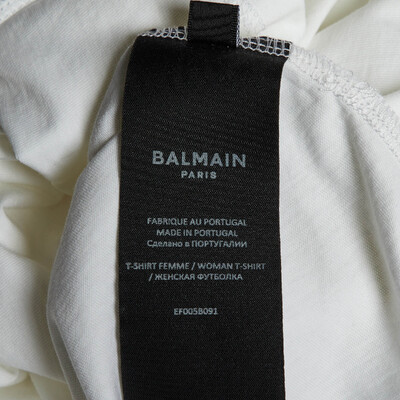 BALMAIN
PARIS
FABRIQUE AU PORTUGAL
MADE IN PORTUGAL
Сделано в ПОРТУГАЛИИ
T-SHIRT FEMME / WOMAN T-SHIRT
/ ЖЕНСКАЯ ФУТБОЛКА
EF005B091